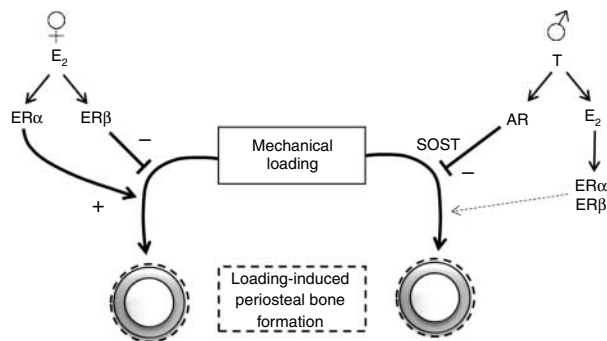 ♀
E₂
ERα
ERβ
−
+
Mechanical
loading
♂
T
AR
E₂
SOST
−
ERα
ERβ
Loading-induced
periosteal bone
formation